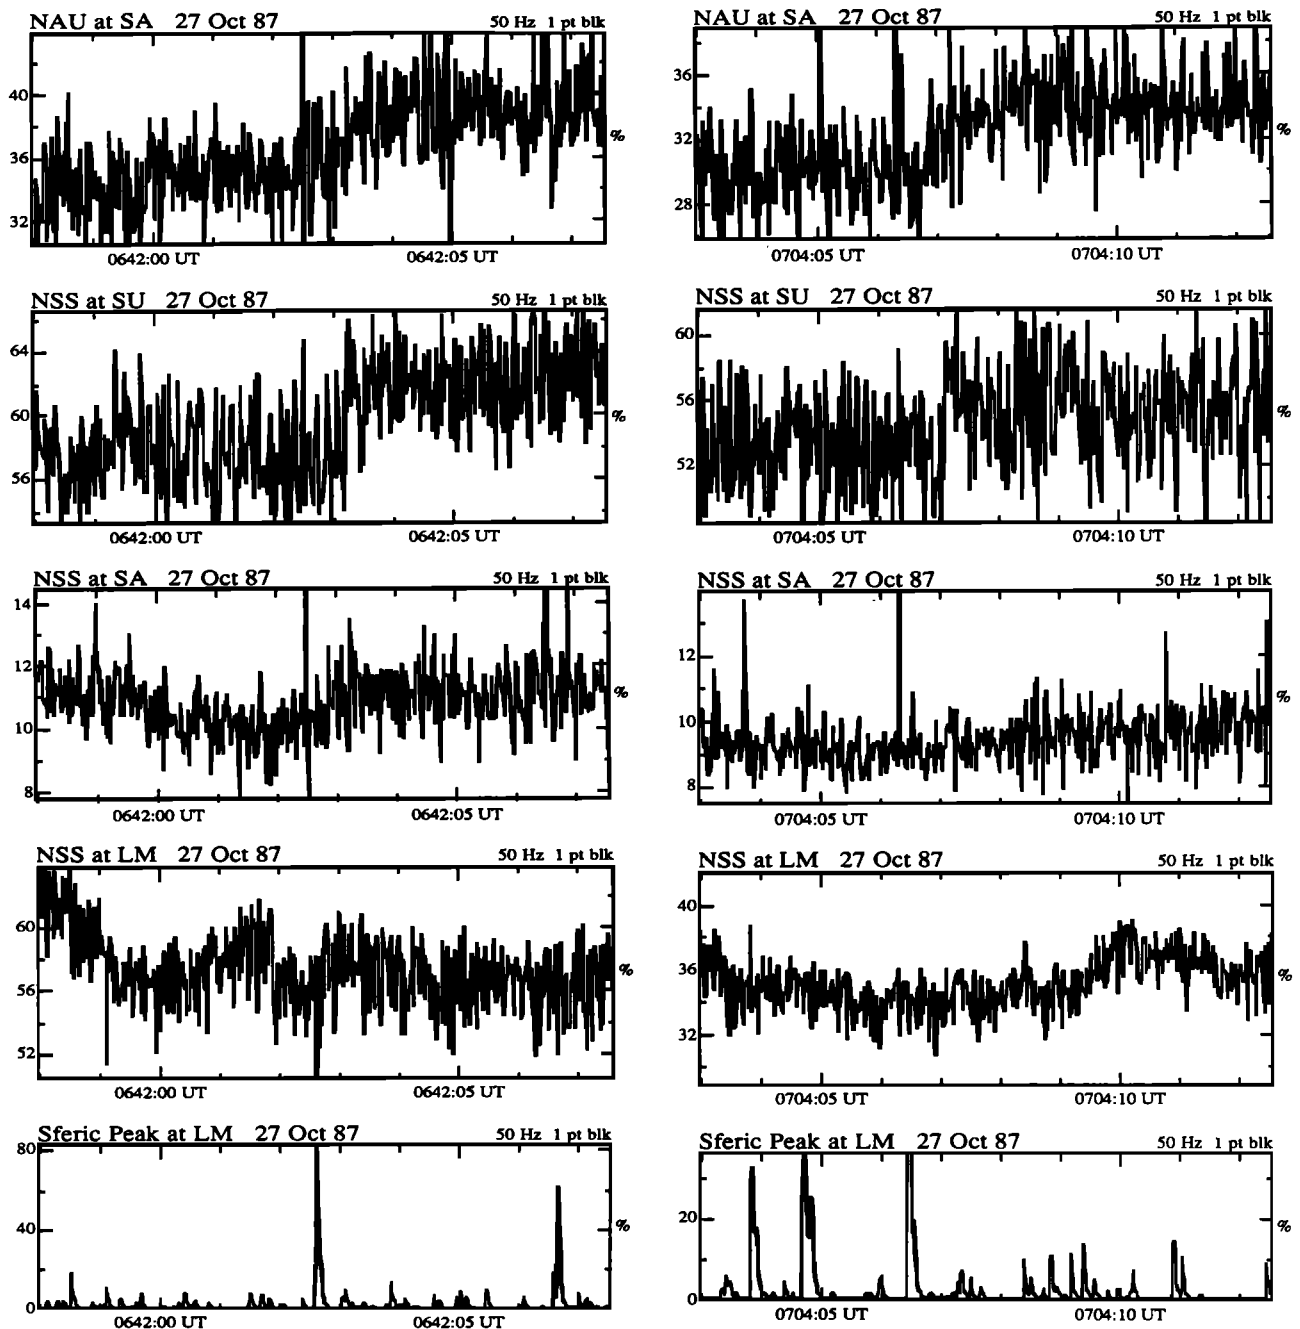 NAU at SA 27 Oct 87 50 Hz 1 pt blk
40
36
32
%
0642:00 UT 0642:05 UT
NSS at SU 27 Oct 87 50 Hz 1 pt blk
64
60
56
%
0642:00 UT 0642:05 UT
NSS at SA 27 Oct 87 50 Hz 1 pt blk
14
12
10
8
%
0642:00 UT 0642:05 UT
NSS at LM 27 Oct 87 50 Hz 1 pt blk
60
56
52
%
0642:00 UT 0642:05 UT
Sferic Peak at LM 27 Oct 87 50 Hz 1 pt blk
80
40
0
%
0642:00 UT 0642:05 UT
NAU at SA 27 Oct 87 50 Hz 1 pt blk
36
32
28
%
0704:05 UT 0704:10 UT
NSS at SU 27 Oct 87 50 Hz 1 pt blk
60
56
52
%
0704:05 UT 0704:10 UT
NSS at SA 27 Oct 87 50 Hz 1 pt blk
12
10
8
%
0704:05 UT 0704:10 UT
NSS at LM 27 Oct 87 50 Hz 1 pt blk
40
36
32
%
0704:05 UT 0704:10 UT
Sferic Peak at LM 27 Oct 87 50 Hz 1 pt blk
20
0
%
0704:05 UT 0704:10 UT